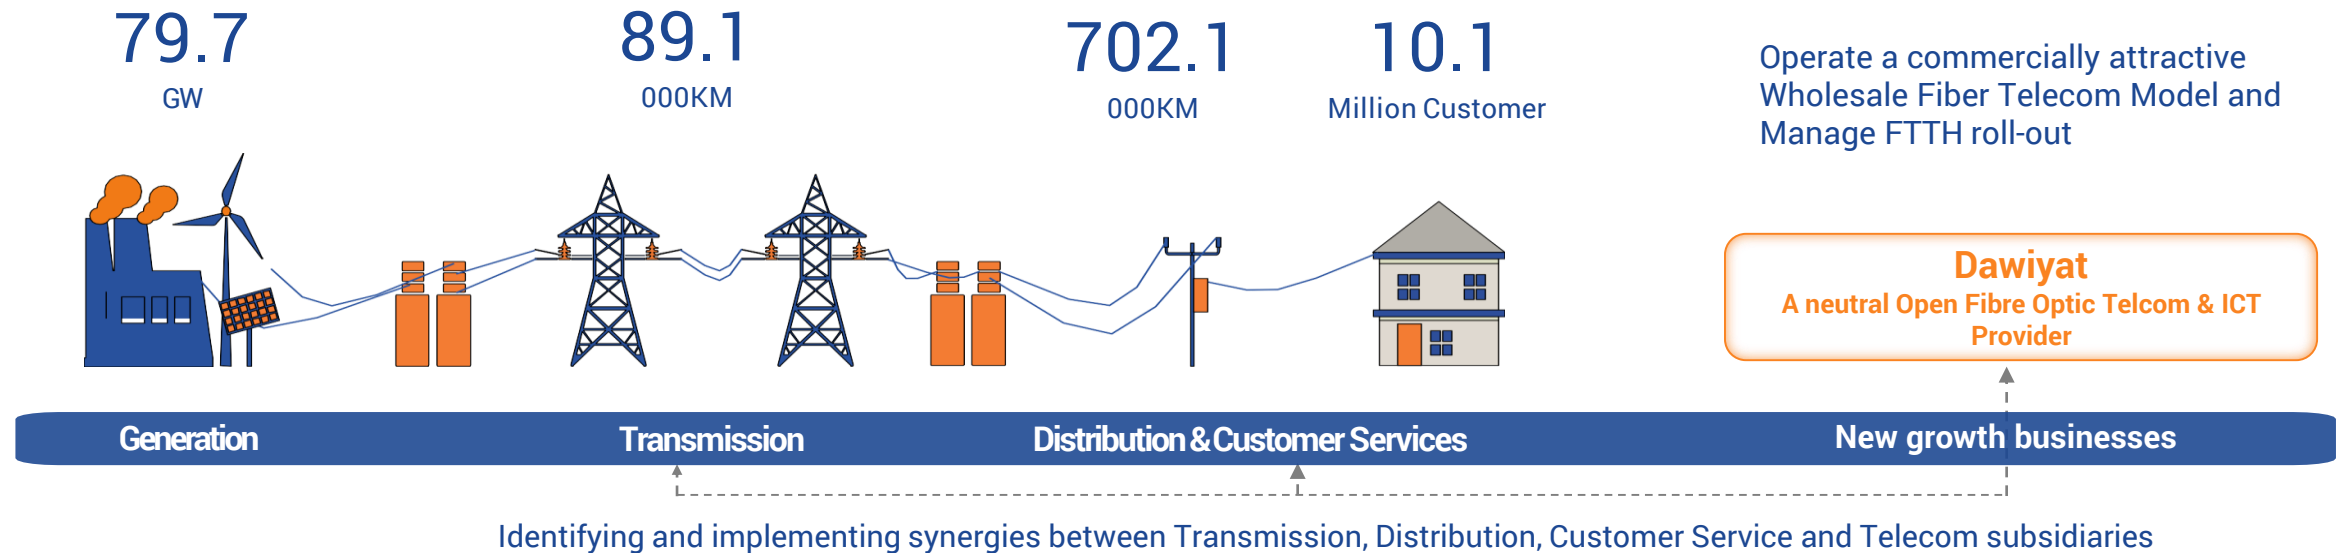 79.7
GW
89.1
000KM
702.1
000KM
10.1
Million Customer
Operate a commercially attractive
Wholesale Fiber Telecom Model and
Manage FTTH roll-out
Dawiyat
A neutral Open Fibre Optic Telcom & ICT
Provider
Generation
Transmission
Distribution & Customer Services
New growth businesses
Identifying and implementing synergies between Transmission, Distribution, Customer Service and Telecom subsidiaries